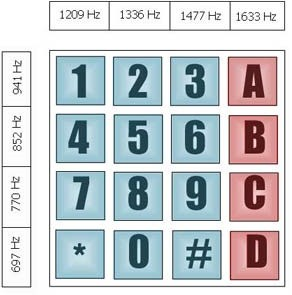 1209 Hz 1336 Hz 1477 Hz 1633 Hz
941 Hz 1 2 3 A
852 Hz 4 5 6 B
770 Hz 7 8 9 C
697 Hz * 0 # D